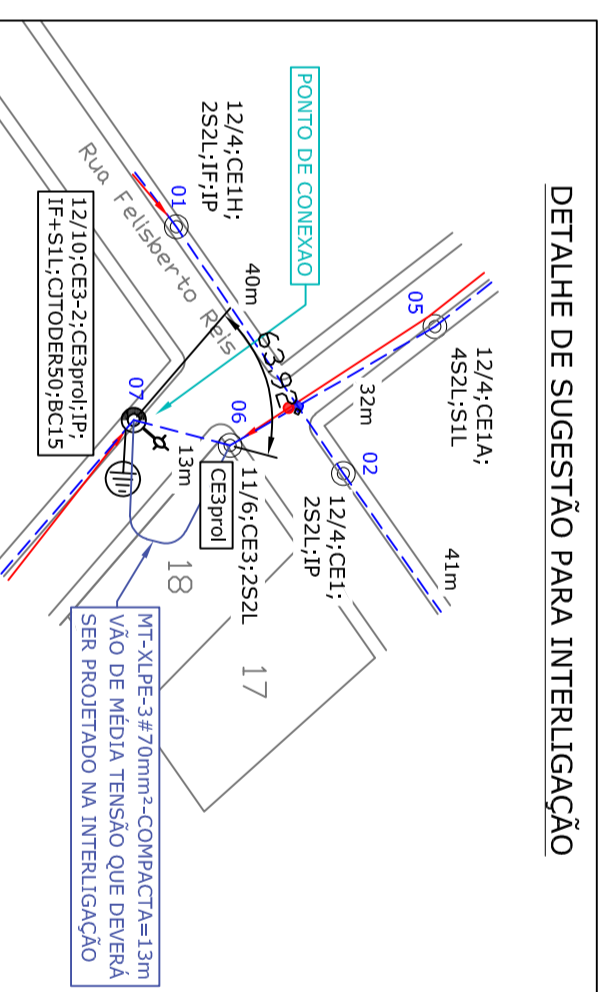 DETALHE DE SUGESTÃO PARA INTERLIGAÇÃO
12/4;CE1A;
4S2L;S1L
05
32m
02
41m
12/4;CE1;
2S2L;IP
PONTO DE CONEXAO
12/4;CE1H;
2S2L;IF;IP
01
40m
Rua Felisberto Reis
06
11/6;CE3;2S2L
CE3prol
07
13m
12/10;CE3-2;CE3prol;IP;
IF+S1L;CJTODER50;BC15
17
18
MT-XLPE-3#70mm²-COMPACTA=13m
VÃO DE MÉDIA TENSÃO QUE DEVERÁ
SER PROJETADO NA INTERLIGAÇÃO